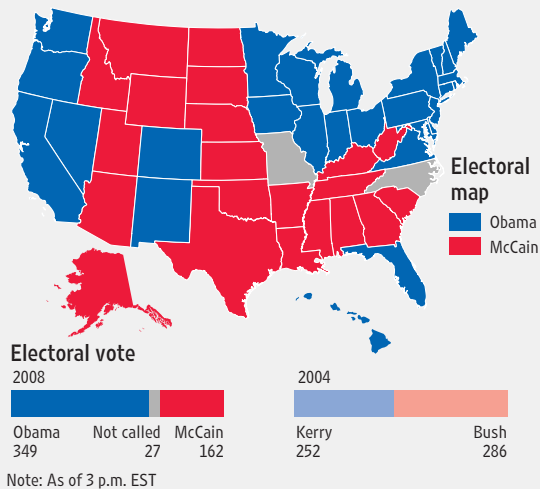 Electoral
map
Obama
McCain
Electoral vote
2008
Obama Not called McCain
349 27 162
2004
Kerry Bush
252 286
Note: As of 3 p.m. EST